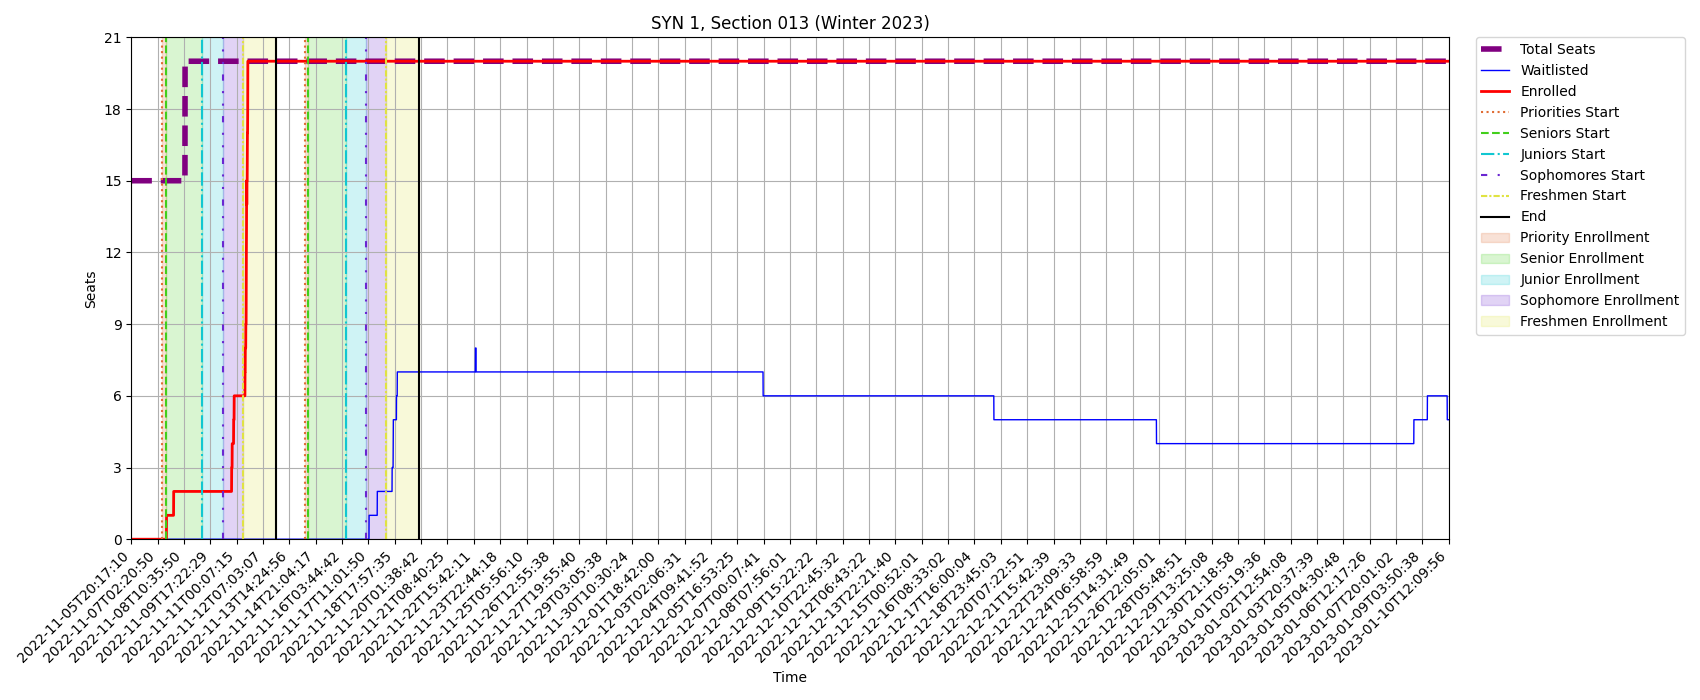 SYN 1, Section 013 (Winter 2023)
21
18
15
12
9
6
3
0
Seats
2022-11-05T20:17:10
2022-11-07T02:20:50
2022-11-08T10:35:50
2022-11-09T17:22:29
2022-11-11T00:07:15
2022-11-12T07:03:07
2022-11-13T14:24:56
2022-11-14T21:04:17
2022-11-16T03:44:42
2022-11-17T11:01:50
2022-11-18T17:57:35
2022-11-20T01:38:42
2022-11-21T08:40:25
2022-11-22T15:42:11
2022-11-23T22:44:18
2022-11-25T05:56:10
2022-11-26T12:55:38
2022-11-27T19:55:40
2022-11-29T03:05:38
2022-11-30T10:30:24
2022-12-01T18:42:00
2022-12-03T02:06:31
2022-12-04T09:41:52
2022-12-05T16:53:25
2022-12-07T00:07:41
2022-12-08T07:56:01
2022-12-09T15:22:22
2022-12-10T22:45:32
2022-12-12T06:43:22
2022-12-13T22:21:40
2022-12-15T00:52:01
2022-12-16T08:33:02
2022-12-17T16:00:04
2022-12-18T23:45:03
2022-12-20T07:22:51
2022-12-21T15:42:39
2022-12-22T23:09:33
2022-12-24T06:58:59
2022-12-25T14:31:49
2022-12-26T22:05:01
2022-12-28T05:48:51
2022-12-29T13:25:08
2022-12-30T21:18:58
2023-01-01T05:19:36
2023-01-02T12:54:08
2023-01-03T20:37:39
2023-01-05T04:30:48
2023-01-06T12:17:26
2023-01-07T20:01:02
2023-01-09T03:50:38
2023-01-10T12:09:56
Time
Total Seats
Waitlisted
Enrolled
Priorities Start
Seniors Start
Juniors Start
Sophomores Start
Freshmen Start
End
Priority Enrollment
Senior Enrollment
Junior Enrollment
Sophomore Enrollment
Freshmen Enrollment